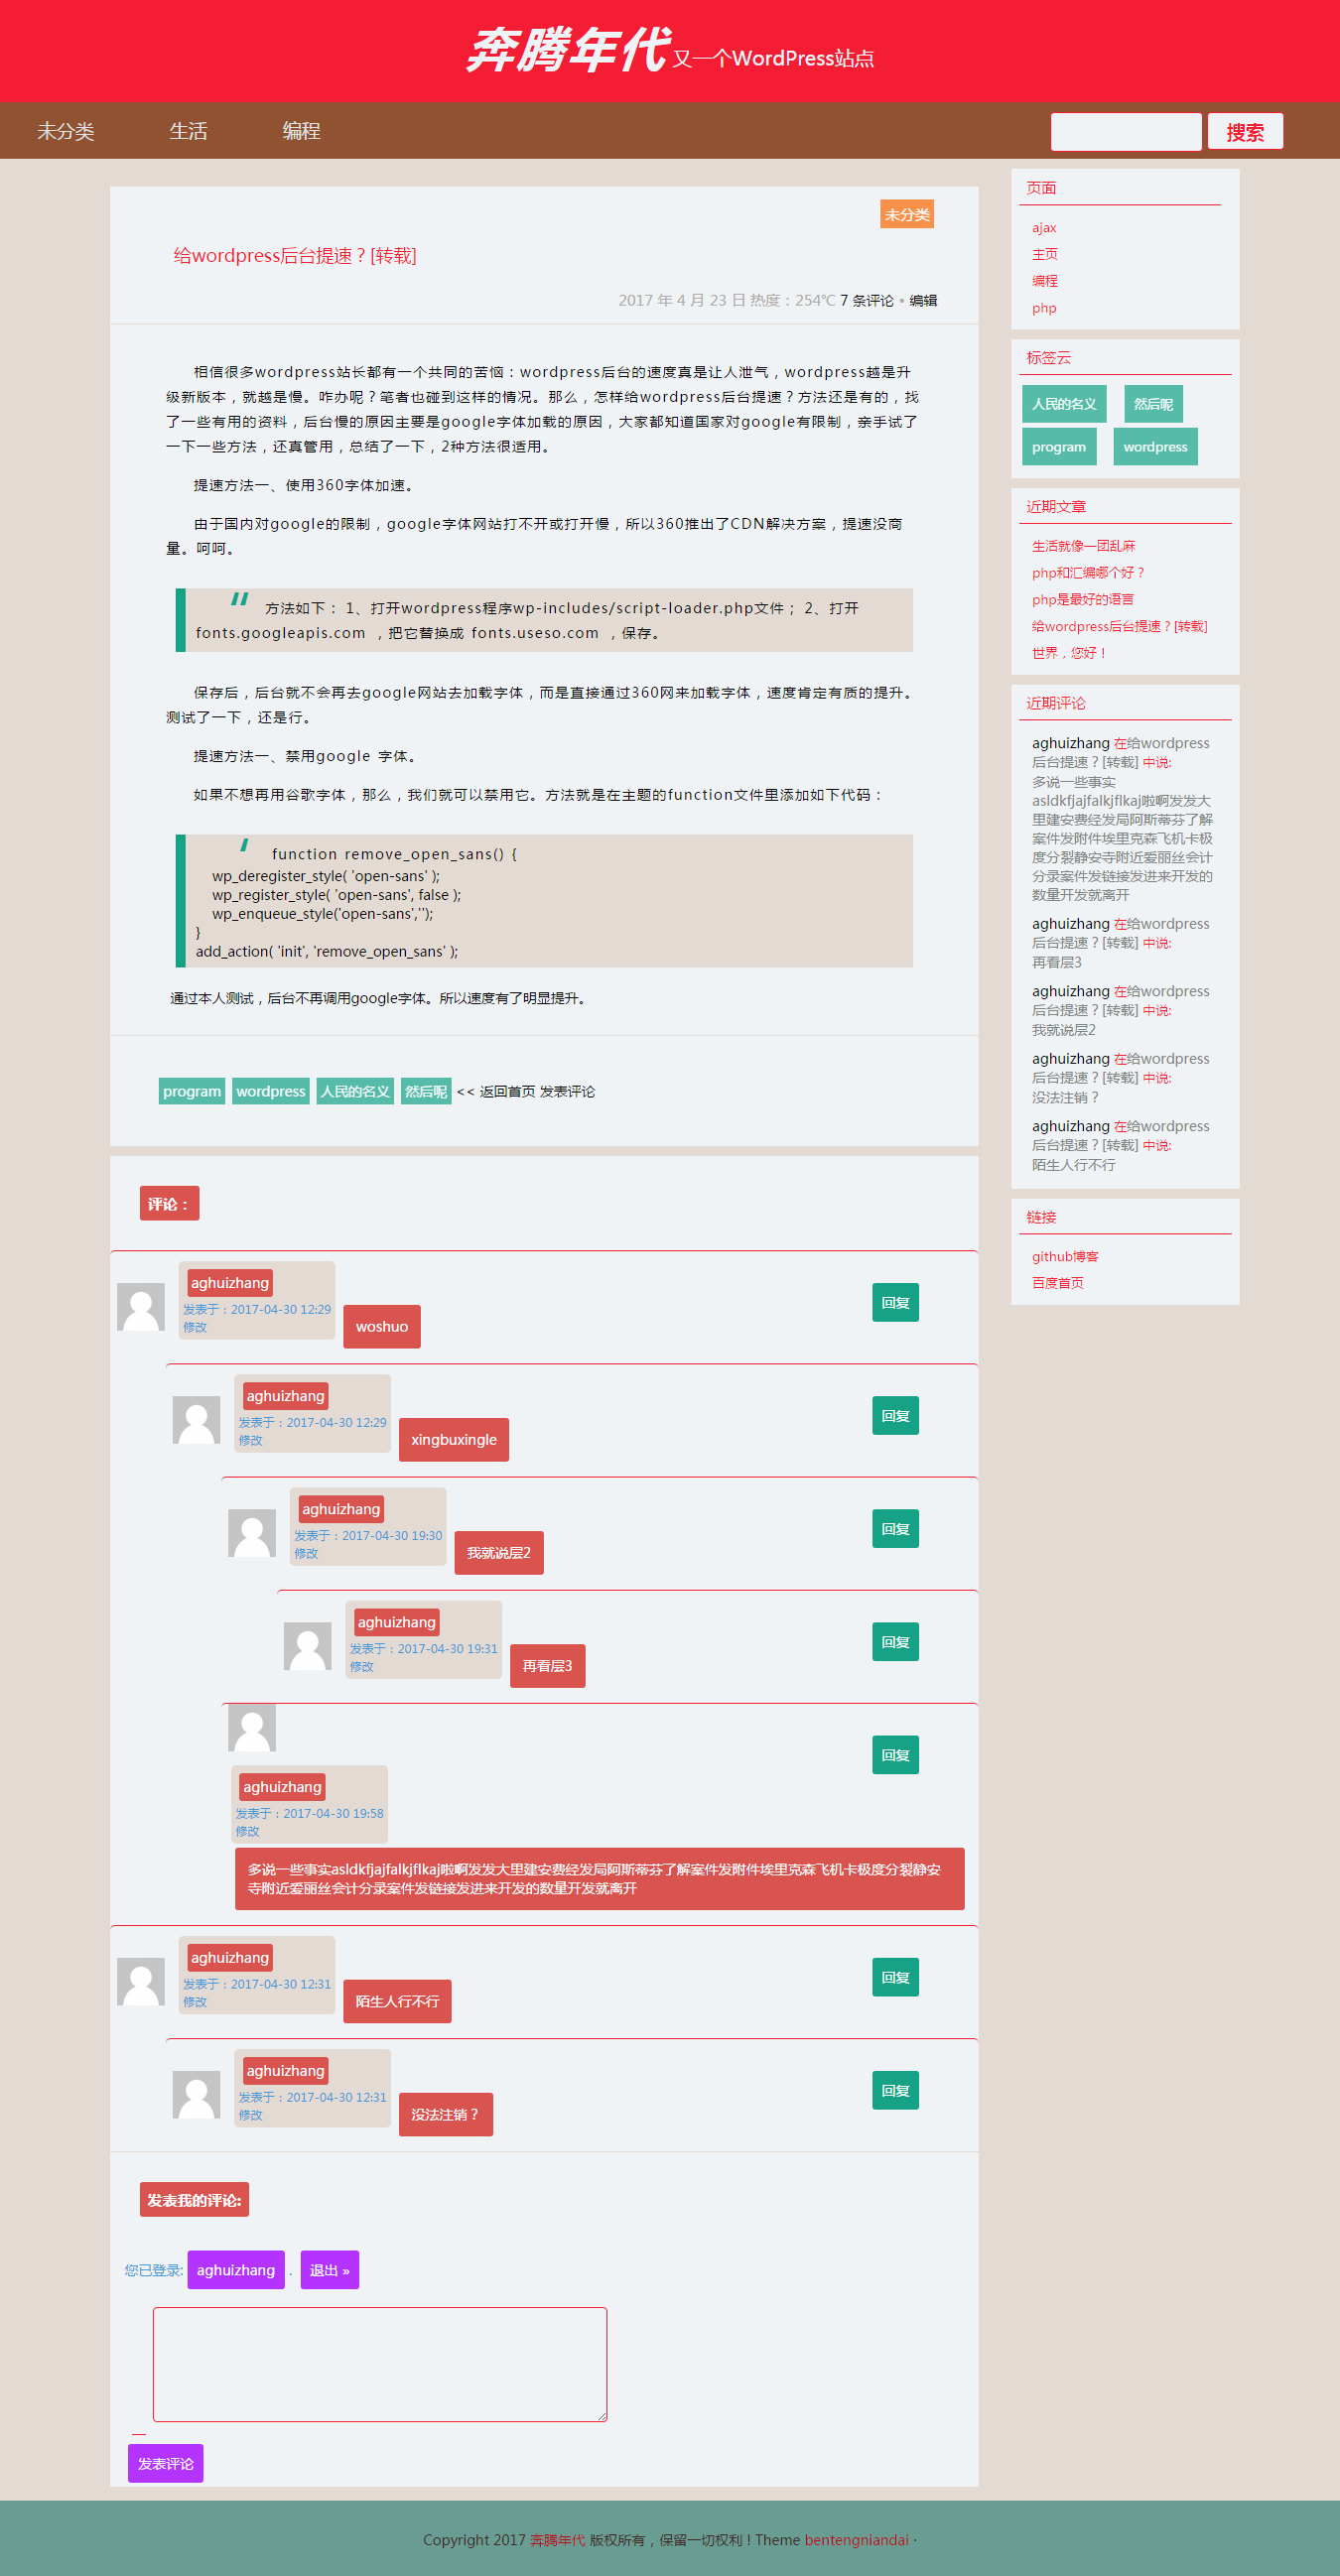 奔腾年代 又一个WordPress站点
未分类 生活 编程 搜索
未分类
给wordpress后台提速？[转载]
2017 年 4 月 23 日 热度：254℃ 7 条评论 • 编辑
相信很多wordpress站长都有一个共同的苦恼：wordpress后台的速度真是让人泄气，wordpress越是升
级新版本，就越是慢。咋办呢？笔者也碰到这样的情况。那么，怎样给wordpress后台提速？方法还是有的，找
了一些有用的资料，后台慢的原因主要是google字体加载的原因，大家都知道国家对google有限制，亲手试了
一下一些方法，还真管用，总结了一下，2种方法很适用。
提速方法一、使用360字体加速。
由于国内对google的限制，google字体网站打不开或打开慢，所以360推出了CDN解决方案，提速没商
量。呵呵。
“ 方法如下： 1、打开wordpress程序wp-includes/script-loader.php文件； 2、打开
fonts.googleapis.com ，把它替换成 fonts.useso.com ，保存。
保存后，后台就不会再去google网站去加载字体，而是直接通过360网来加载字体，速度肯定有质的提升。
测试了一下，还是行。
提速方法一、禁用google 字体。
如果不想再用谷歌字体，那么，我们就可以禁用它。方法就是在主题的function文件里添加如下代码：
‘ function remove_open_sans() {
wp_deregister_style( 'open-sans' );
wp_register_style( 'open-sans', false );
wp_enqueue_style('open-sans','');
}
add_action( 'init', 'remove_open_sans' );
通过本人测试，后台不再调用google字体。所以速度有了明显提升。
program wordpress 人民的名义 然后呢 << 返回首页 发表评论
评论：
aghuizhang
发表于：2017-04-30 12:29
修改
woshuo
回复
aghuizhang
发表于：2017-04-30 12:29
修改
xingbuxingle
回复
aghuizhang
发表于：2017-04-30 19:30
修改
我就说层2
回复
aghuizhang
发表于：2017-04-30 19:31
修改
再看层3
回复
回复
aghuizhang
发表于：2017-04-30 19:58
修改
多说一些事实asldkfjajfalkjflkaj啦啊发发大里建安费经发局阿斯蒂芬了解案件发附件埃里克森飞机卡极度分裂静安
寺附近爱丽丝会计分录案件发链接发进来开发的数量开发就离开
aghuizhang
发表于：2017-04-30 12:31
修改
陌生人行不行
回复
aghuizhang
发表于：2017-04-30 12:31
修改
没法注销？
回复
发表我的评论:
您已登录: aghuizhang . 退出 »
发表评论
页面
ajax
主页
编程
php
标签云
人民的名义 然后呢
program wordpress
近期文章
生活就像一团乱麻
php和汇编哪个好？
php是最好的语言
给wordpress后台提速？[转载]
世界，您好！
近期评论
aghuizhang 在给wordpress
后台提速？[转载] 中说:
多说一些事实
asldkfjajfalkjflkaj啦啊发发大
里建安费经发局阿斯蒂芬了解
案件发附件埃里克森飞机卡极
度分裂静安寺附近爱丽丝会计
分录案件发链接发进来开发的
数量开发就离开
aghuizhang 在给wordpress
后台提速？[转载] 中说:
再看层3
aghuizhang 在给wordpress
后台提速？[转载] 中说:
我就说层2
aghuizhang 在给wordpress
后台提速？[转载] 中说:
没法注销？
aghuizhang 在给wordpress
后台提速？[转载] 中说:
陌生人行不行
链接
github博客
百度首页
Copyright 2017 奔腾年代 版权所有，保留一切权利！Theme bentengniandai ·